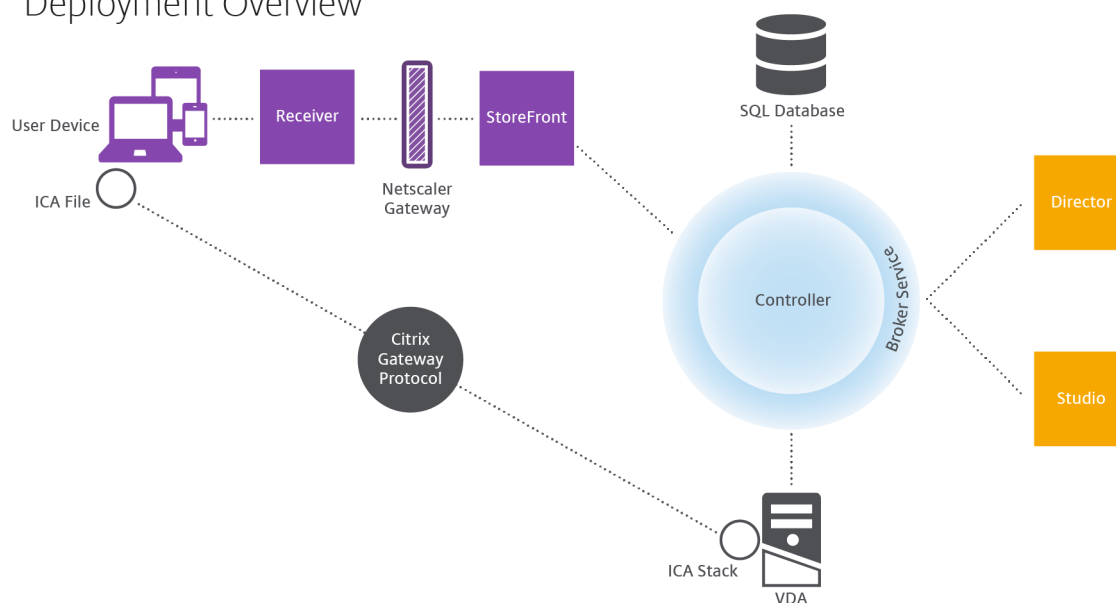 Deployment Overview
SQL Database
User Device
Receiver
StoreFront
ICA File
Netscaler
Gateway
Director
Broker Service
Controller
Citrix
Gateway
Protocol
Studio
ICA Stack
VDA